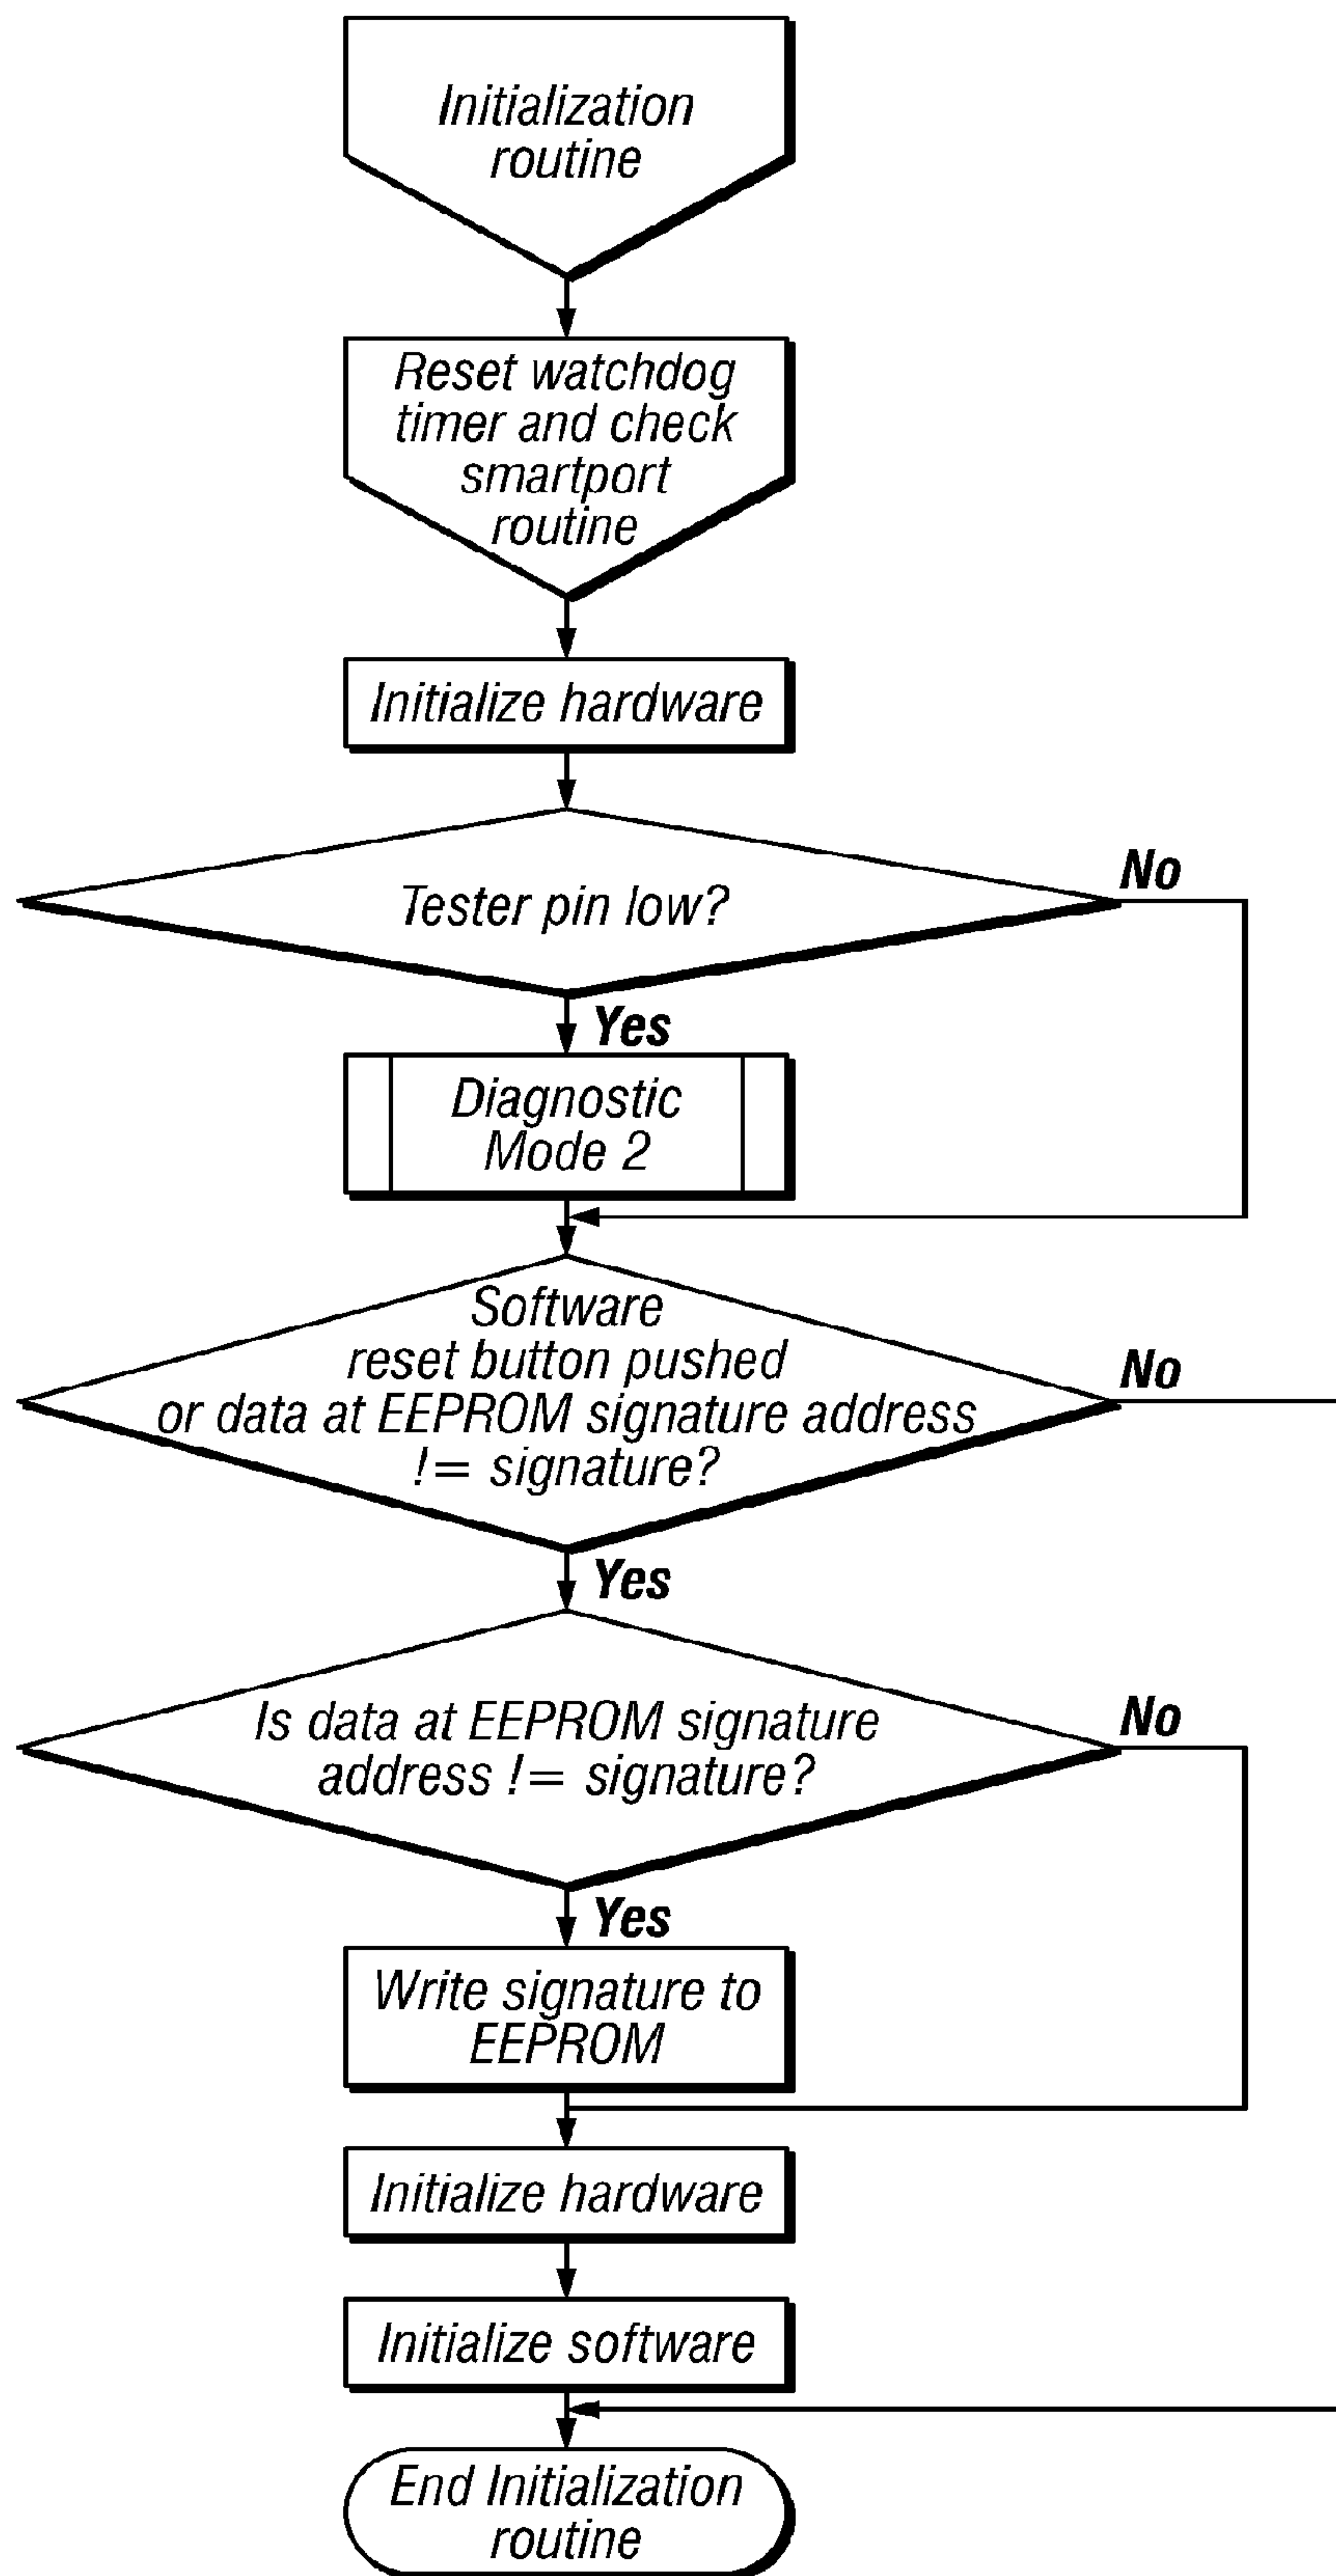 Initialization
routine
Reset watchdog
timer and check
smartport
routine
Initialize hardware
Tester pin low?
No
Yes
Diagnostic
Mode 2
Software
reset button pushed
or data at EEPROM signature address
!= signature?
No
Yes
Is data at EEPROM signature
address != signature?
No
Yes
Write signature to
EEPROM
Initialize hardware
Initialize software
End Initialization
routine